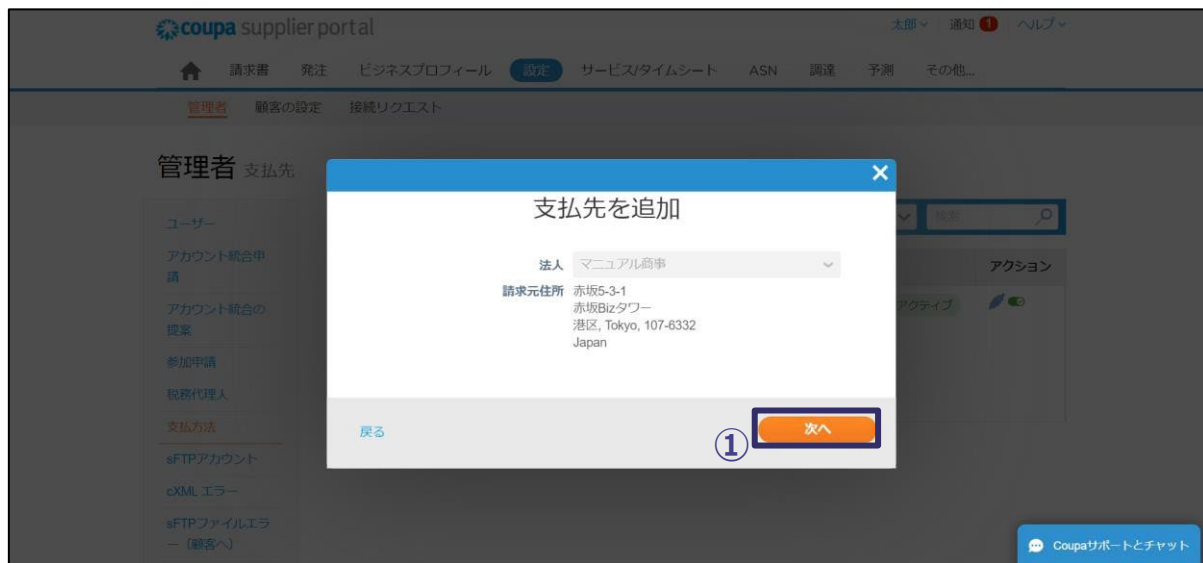 coupa supplier portal
太郎 通知 1 ヘルプ
請求書 発注 ビジネスプロフィール 設定 サービス/タイムシート ASN 調達 予測 その他...
管理者 顧客の設定 接続リクエスト
管理者 支払先
支払先を追加
ユーザー
検索
アカウント統合申
請
法人 マニュアル商事
アクション
請求元住所 赤坂5-3-1
赤坂Bizタワー
港区, Tokyo, 107-6332
Japan
アカウント統合の
提案
アクティブ
参加申請
税務代理人
支払方法
戻る
① 次へ
sFTPアカウント
cXML エラー
sFTPファイルエラ
ー (顧客へ)
Coupaサポートとチャット